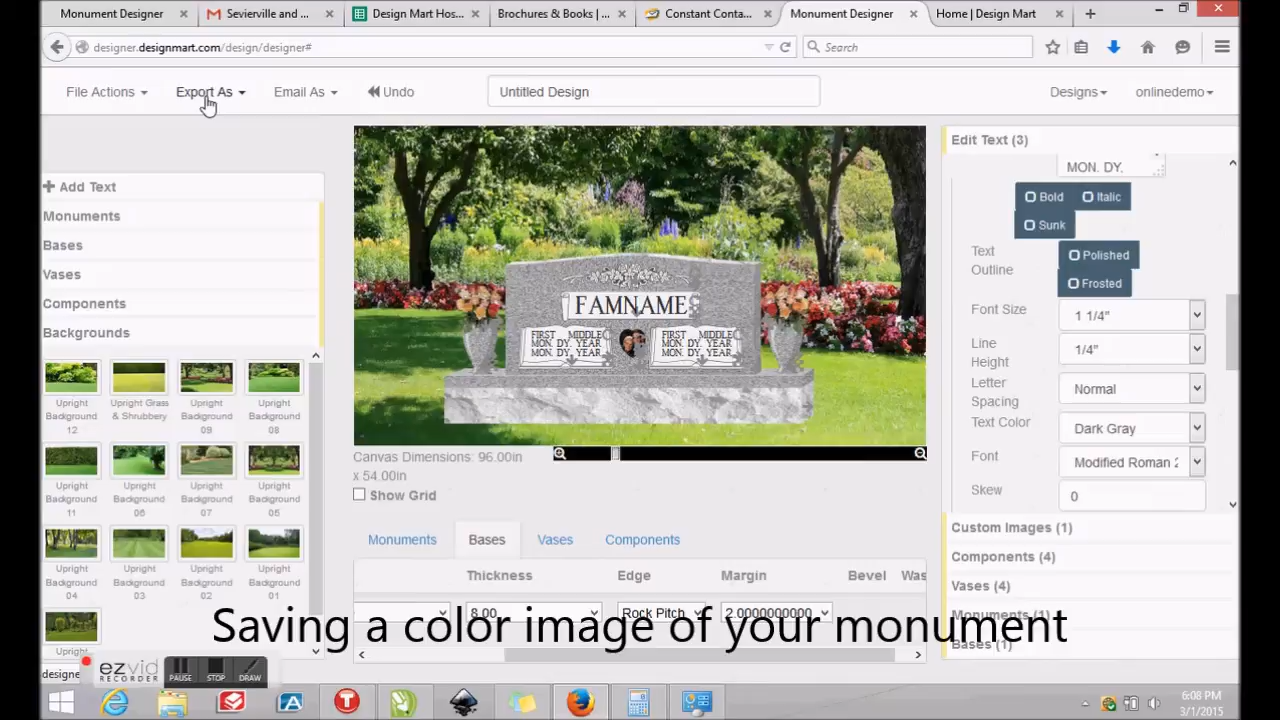 Monument Designer
Sevierville and ...
Design Mart Hos...
Brochures & Books | ...
Constant Conta...
Monument Designer
Home | Design Mart
designer.designmart.com/design/designer#
Search
File Actions
Export As
Email As
Undo
Untitled Design
Designs
onlinedemo
Add Text
Monuments
Bases
Vases
Components
Backgrounds
Upright Background 12
Upright Grass & Shrubbery
Upright Background 09
Upright Background 08
Upright Background 11
Upright Background 06
Upright Background 07
Upright Background 05
Upright Background 04
Upright Background 03
Upright Background 02
Upright Background 01
Upright
FAMNAME
FIRST MIDDLE
MON. DY. YEAR
MON. DY. YEAR
FIRST MIDDLE
MON. DY. YEAR
MON. DY. YEAR
Canvas Dimensions: 96.00in
x 54.00in
Show Grid
Monuments
Bases
Vases
Components
Thickness
Edge
Margin
Bevel
Was
8.00
Rock Pitch
2.0000000000
Edit Text (3)
MON. DY.
Bold
Italic
Sunk
Text
Outline
Polished
Frosted
Font Size
1 1/4"
Line
Height
1/4"
Letter
Spacing
Normal
Text Color
Dark Gray
Font
Modified Roman 2
Skew
0
Custom Images (1)
Components (4)
Vases (4)
Monuments (1)
Bases (1)
Saving a color image of your monument
designe
ezvid
RECORDER
PAUSE
STOP
DRAW
6:08 PM
3/1/2015